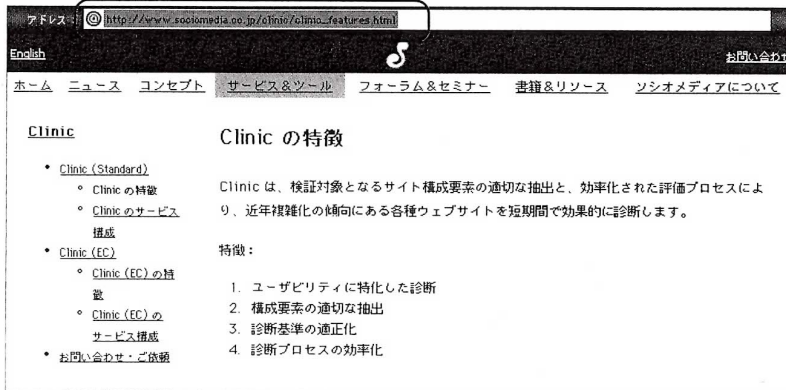 アドレス @ http://www.sociomedia.co.jp/clinic/clinic_features.html
English お問い合わせ
ホーム ニュース コンセプト サービス&ツール フォーラム&セミナー 書籍&リソース ソシオメディアについて
Clinic
• Clinic (Standard)
◦ Clinic の特徴
◦ Clinic のサービス
構成
• Clinic (EC)
◦ Clinic (EC) の特
徴
◦ Clinic (EC) の
サービス構成
• お問い合わせ・ご依頼
Clinic の特徴
Clinic は、検証対象となるサイト構成要素の適切な抽出と、効率化された評価プロセスによ
り、近年複雑化の傾向にある各種ウェブサイトを短期間で効果的に診断します。
特徴:
1. ユーザビリティに特化した診断
2. 構成要素の適切な抽出
3. 診断基準の適正化
4. 診断プロセスの効率化